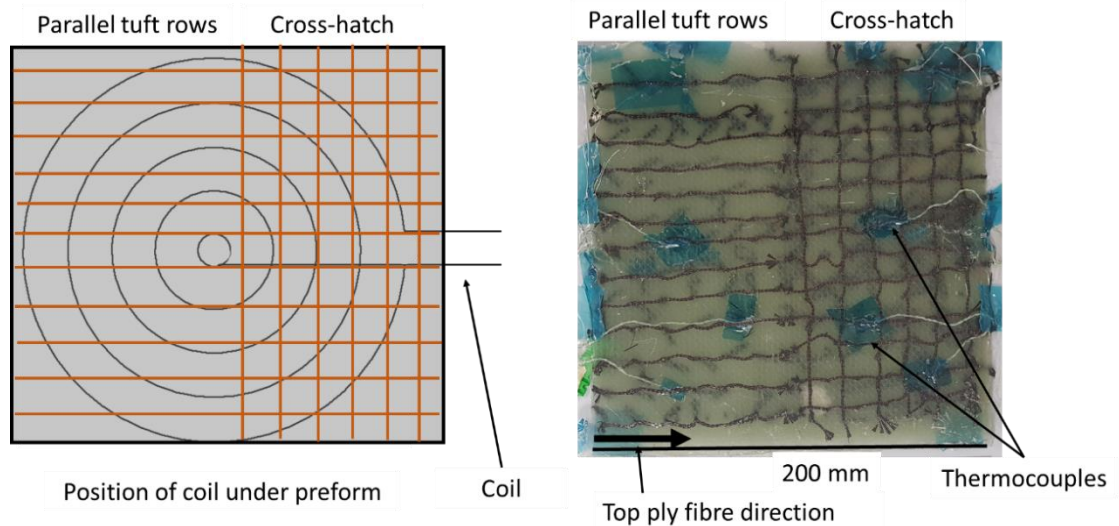 Parallel tuft rows
Cross-hatch
Parallel tuft rows
Cross-hatch
Position of coil under preform
Coil
200 mm
Thermocouples
Top ply fibre direction